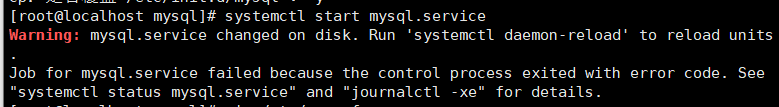 [root@localhost mysql]# systemctl start mysql.service
Warning: mysql.service changed on disk. Run 'systemctl daemon-reload' to reload units
.
Job for mysql.service failed because the control process exited with error code. See
"systemctl status mysql.service" and "journalctl -xe" for details.